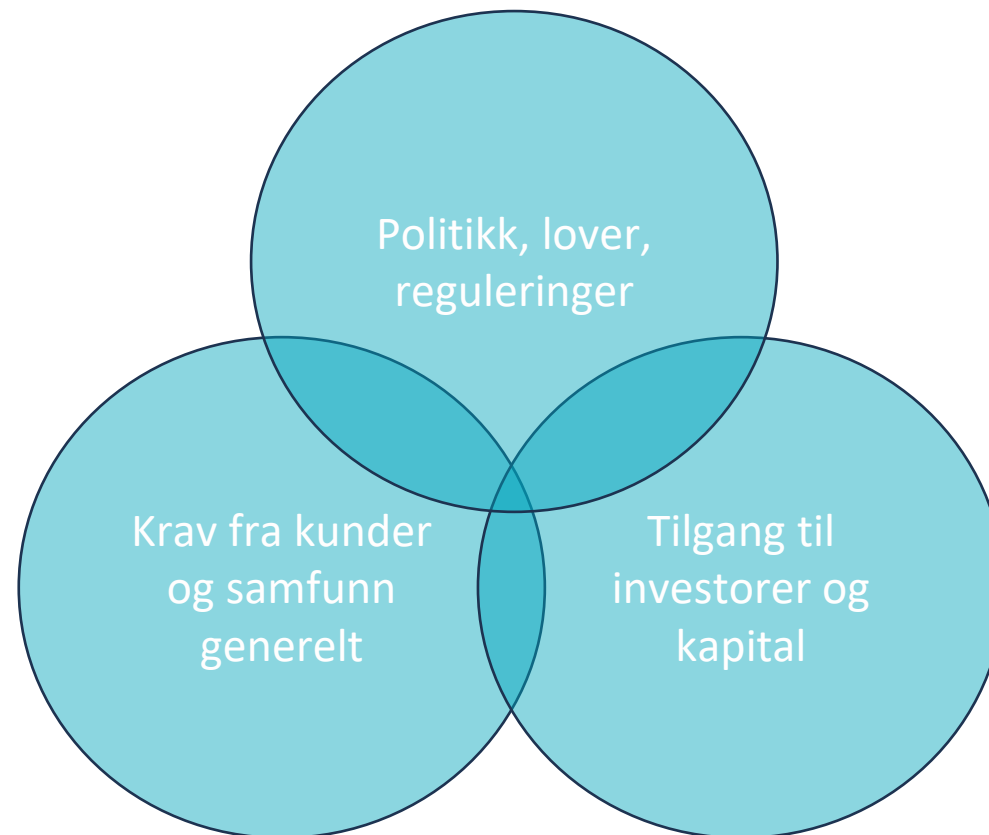 Politikk, lover,
reguleringer
Krav fra kunder
og samfunn
generelt
Tilgang til
investorer og
kapital